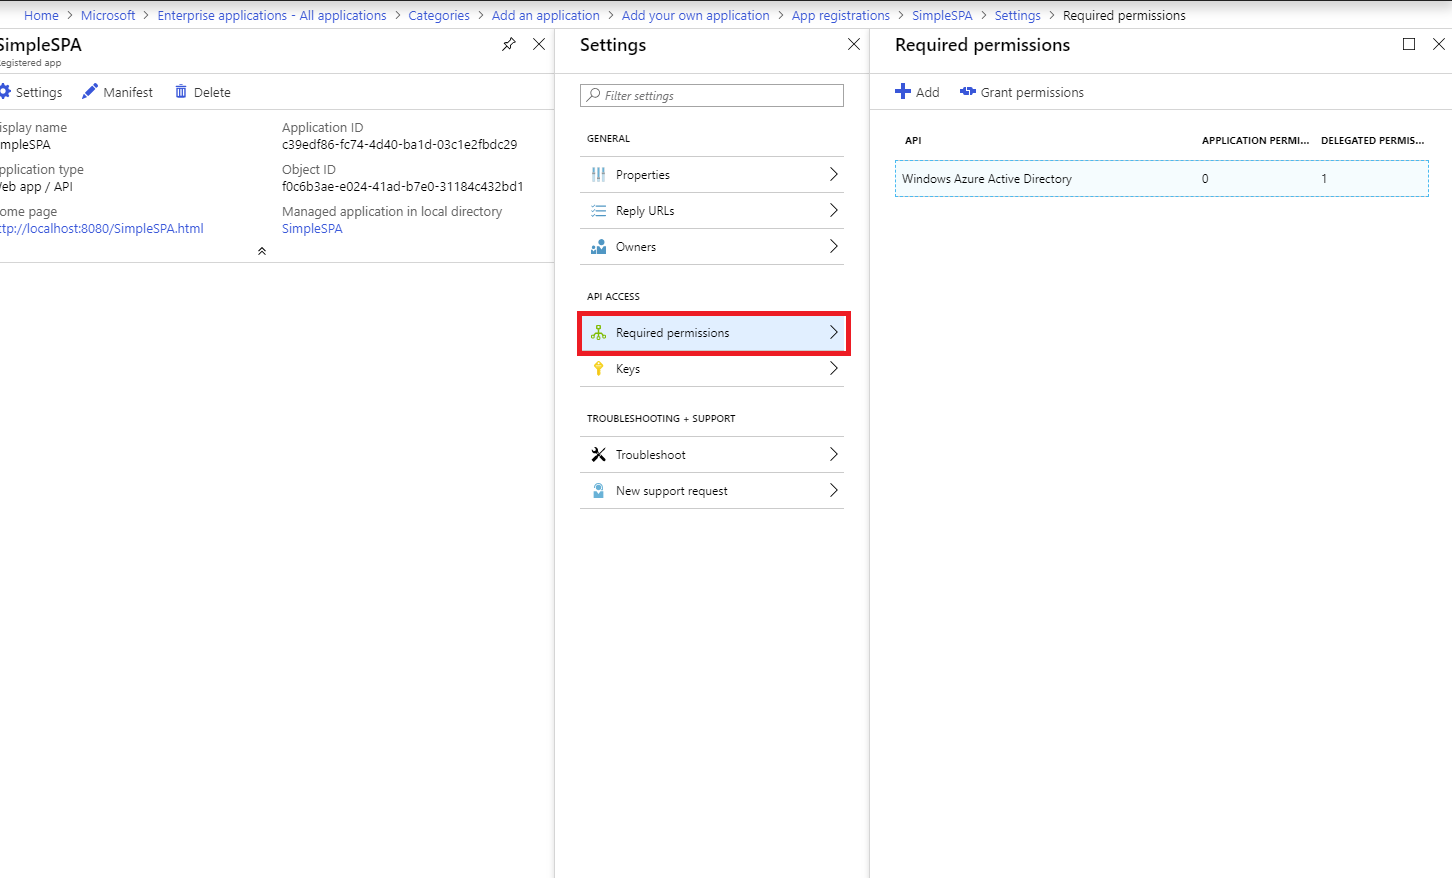 Home > Microsoft > Enterprise applications - All applications > Categories > Add an application > Add your own application > App registrations > SimpleSPA > Settings > Required permissions
SimpleSPA
egistered app
Settings Manifest Delete
isplay name
mpleSPA
pplication type
eb app / API
ome page
ttp://localhost:8080/SimpleSPA.html
Application ID
c39edf86-fc74-4d40-ba1d-03c1e2fbdc29
Object ID
f0c6b3ae-e024-41ad-b7e0-31184c432bd1
Managed application in local directory
SimpleSPA
Settings
Filter settings
GENERAL
Properties
Reply URLs
Owners
API ACCESS
Required permissions
Keys
TROUBLESHOOTING + SUPPORT
Troubleshoot
New support request
Required permissions
Add Grant permissions
API APPLICATION PERMI... DELEGATED PERMIS...
Windows Azure Active Directory 0 1